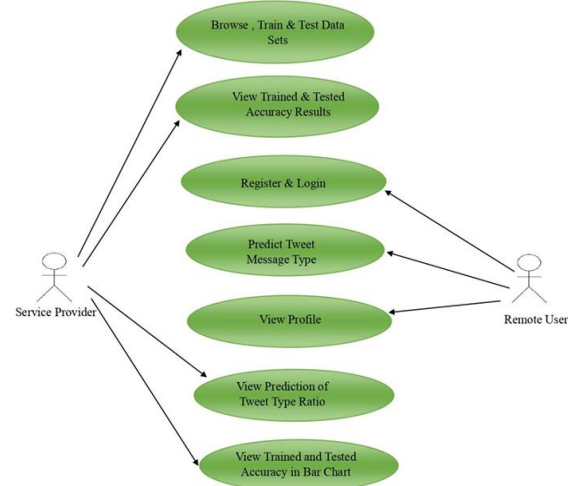 Browse , Train & Test Data
Sets
View Trained & Tested
Accuracy Results
Register & Login
Predict Tweet
Message Type
Service Provider
Remote User
View Profile
View Prediction of
Tweet Type Ratio
View Trained and Tested
Accuracy in Bar Chart